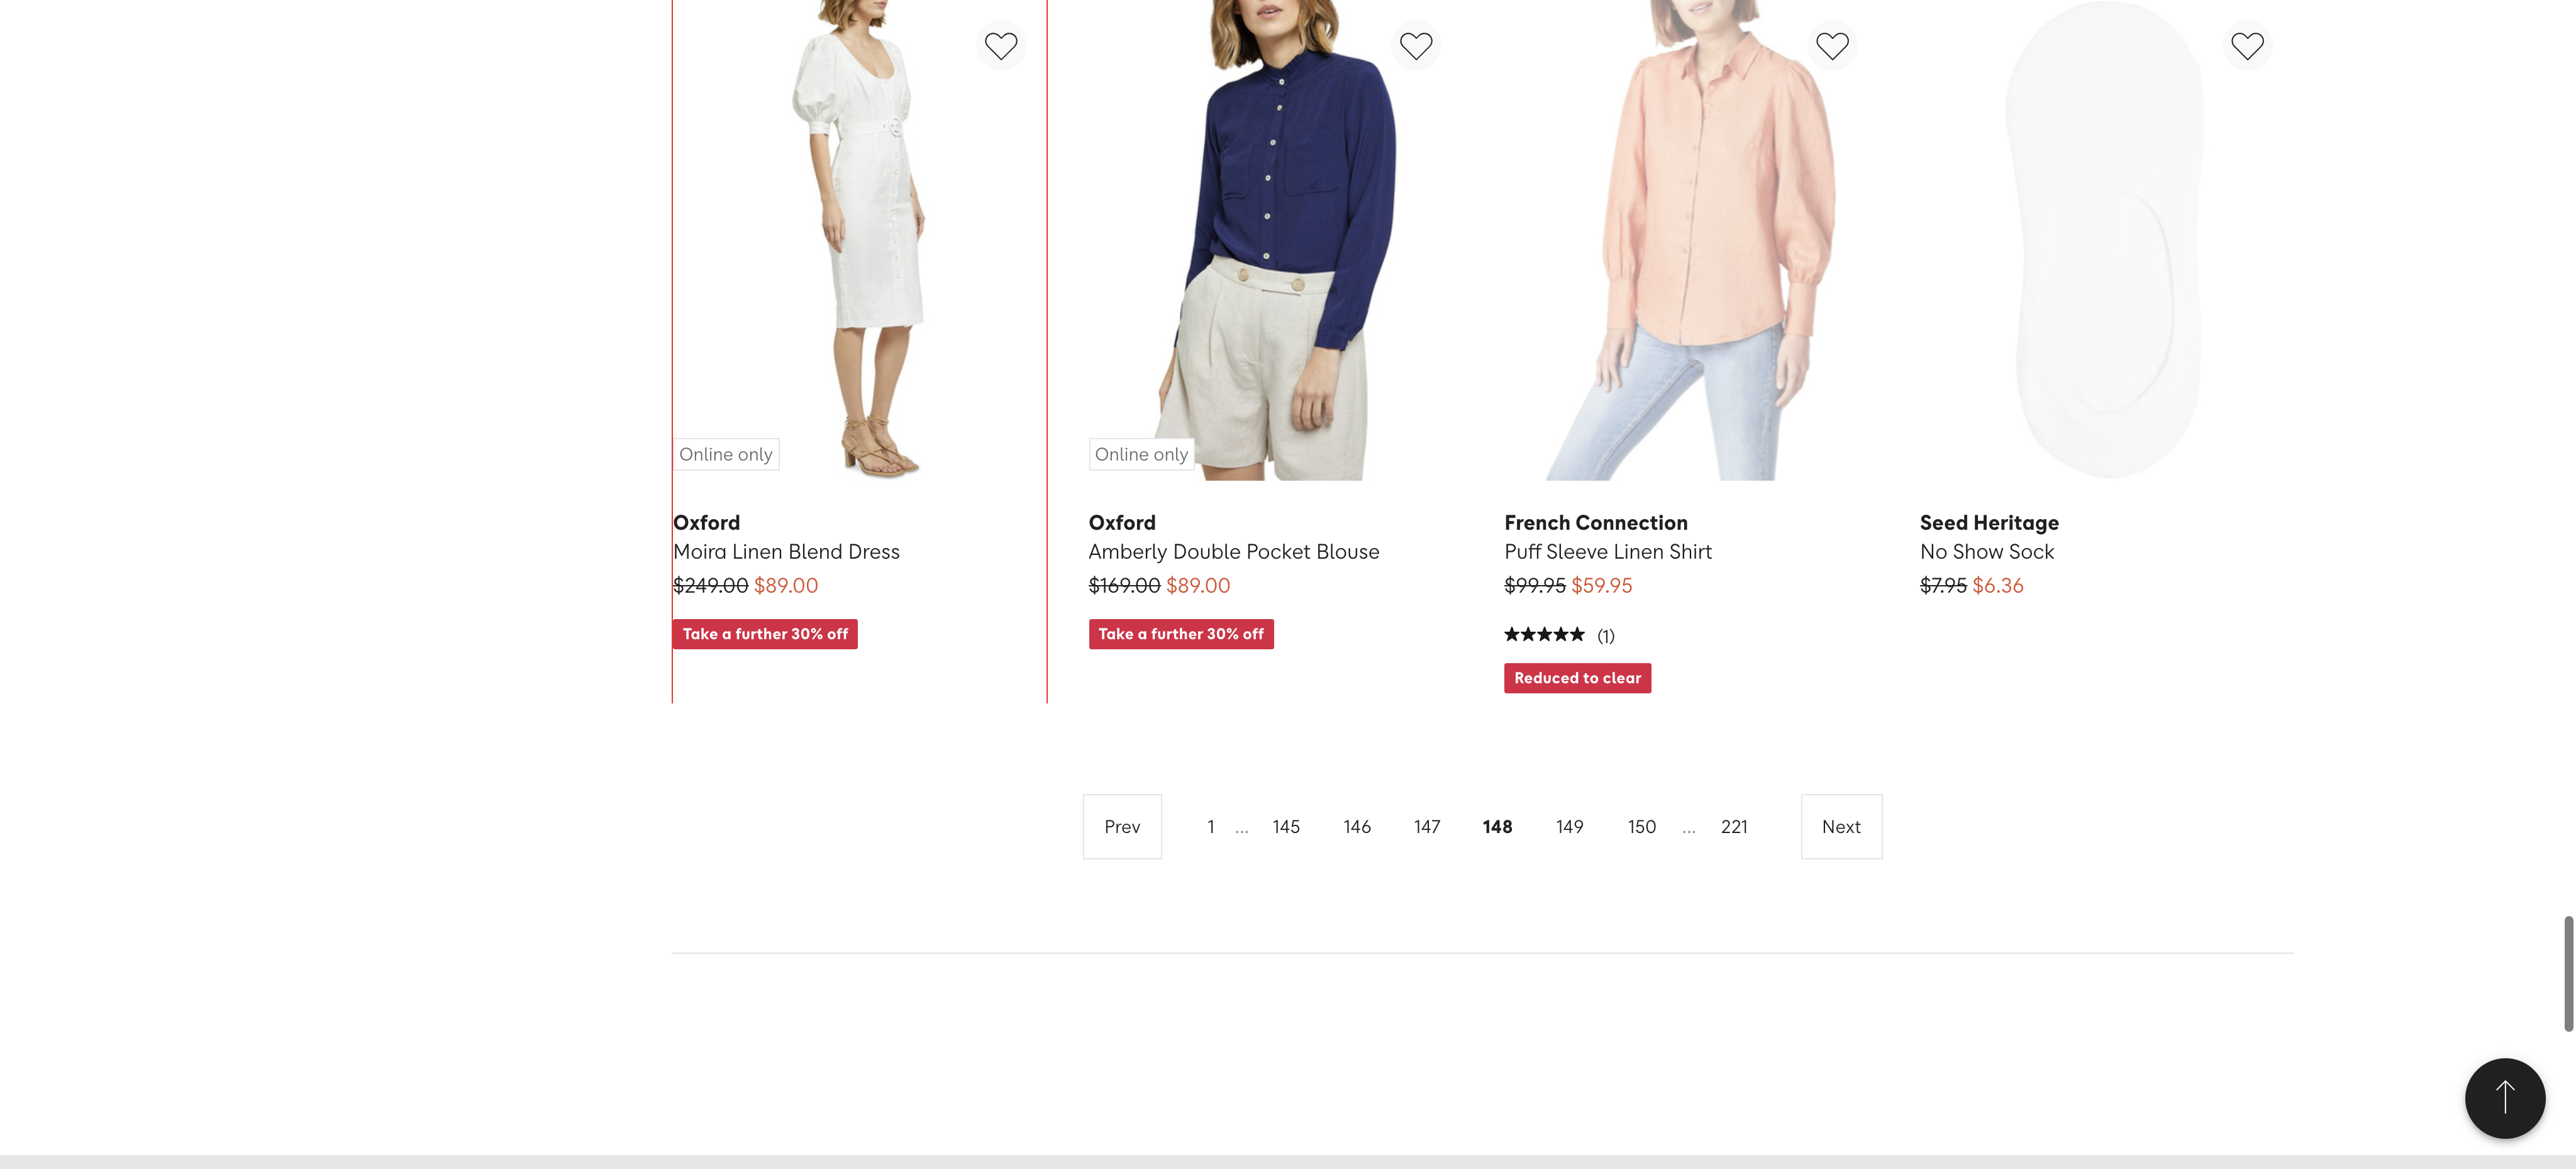 Online only
Online only
Oxford
Moira Linen Blend Dress
$249.00 $89.00
Take a further 30% off
Oxford
Amberly Double Pocket Blouse
$169.00 $89.00
Take a further 30% off
French Connection
Puff Sleeve Linen Shirt
$99.95 $59.95
★★★★★ (1)
Reduced to clear
Seed Heritage
No Show Sock
$7.95 $6.36
Prev 1 ... 145 146 147 148 149 150 ... 221 Next